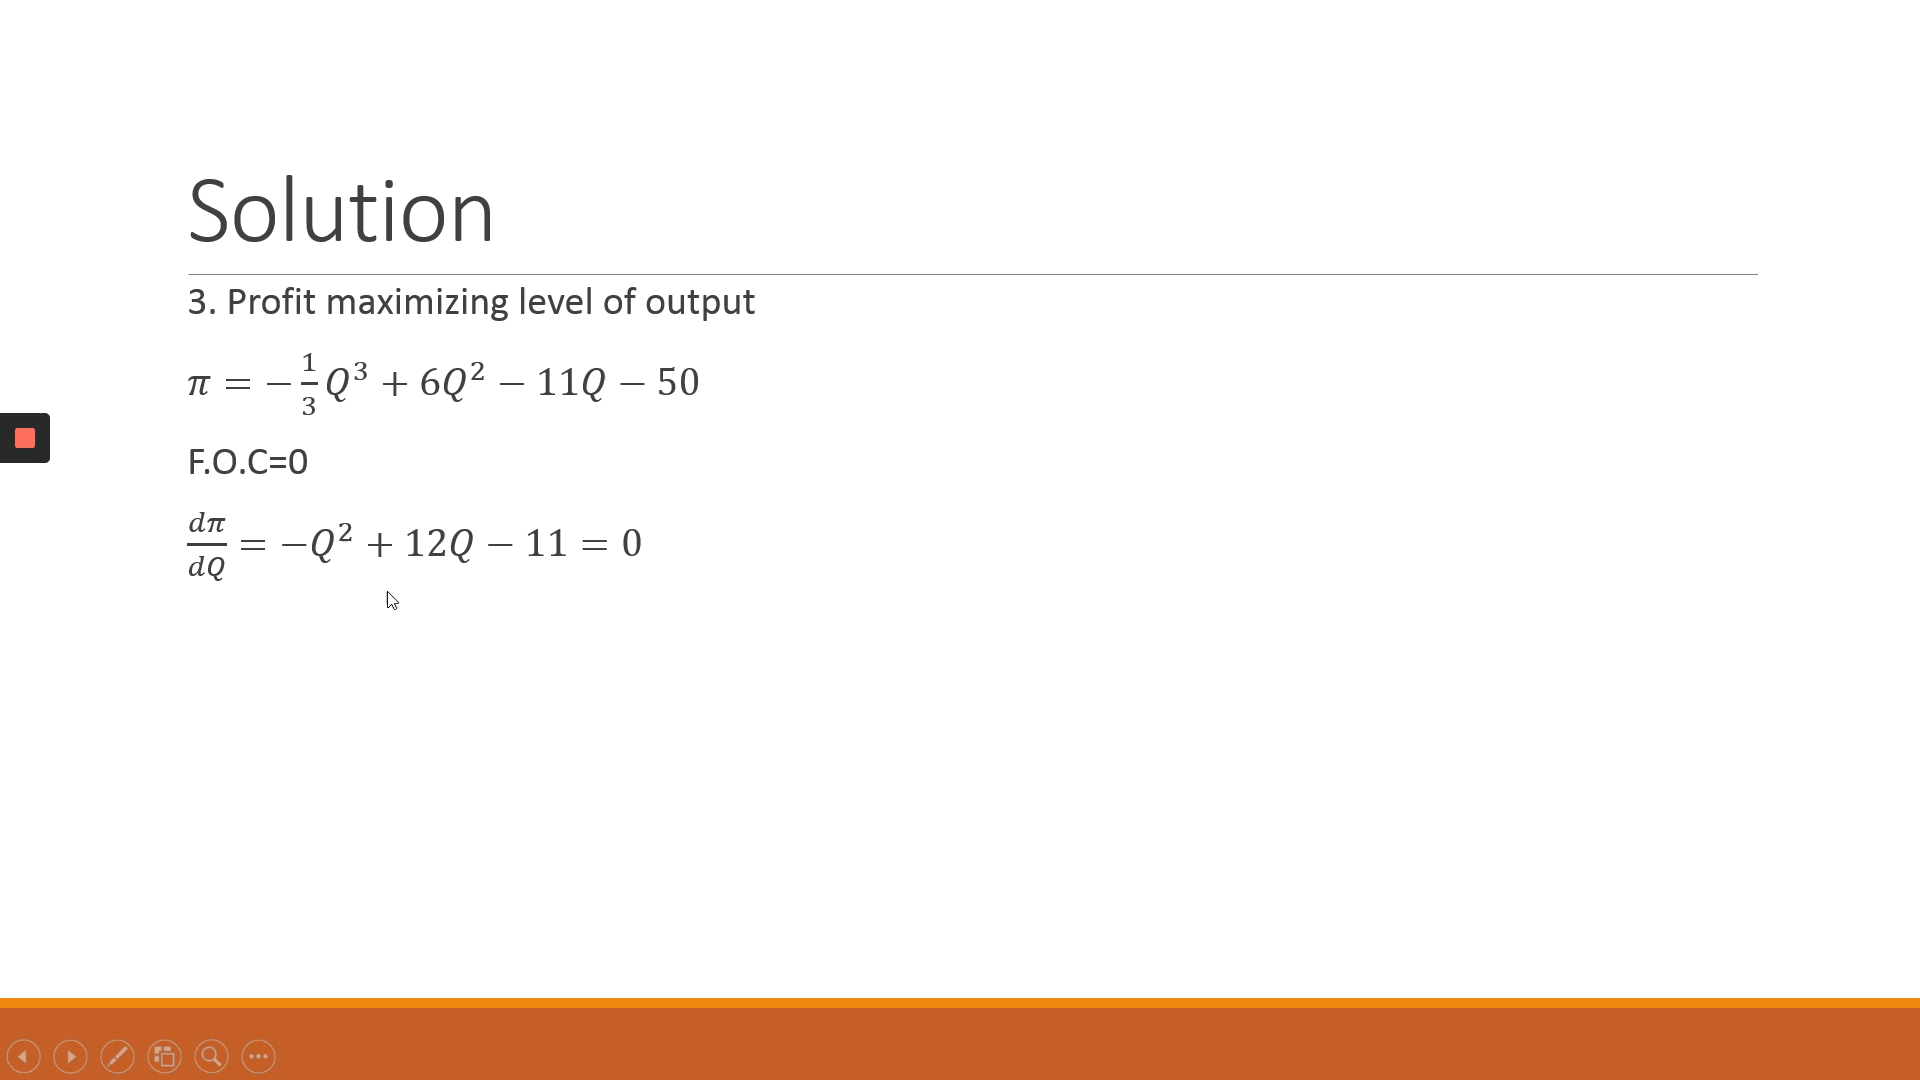 Solution
3. Profit maximizing level of output
π = −1/3 Q³ + 6Q² − 11Q − 50
F.O.C=0
dπ/dQ = −Q² + 12Q − 11 = 0